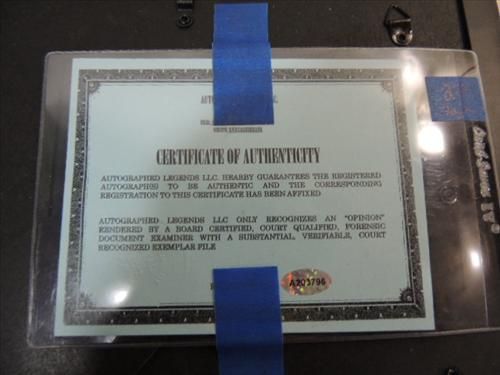 CERTIFICATE OF AUTHENTICITY
AUTOGRAPHED LEGENDS LLC. HEARBY GUARANTEES THE REGISTERED
AUTOGRAPH(S) TO BE AUTHENTIC AND THE CORRESPONDING
REGISTRATION TO THIS CERTIFICATE HAS BEEN AFFIXED
AUTOGRAPHED LEGENDS LLC ONLY RECOGNIZES AN "OPINION"
RENDERED BY A BOARD CERTIFIED, COURT QUALIFIED, FORENSIC
DOCUMENT EXAMINER WITH A SUBSTANTIAL, VERIFIABLE, COURT
RECOGNIZED EXEMPLAR FILE
A203796